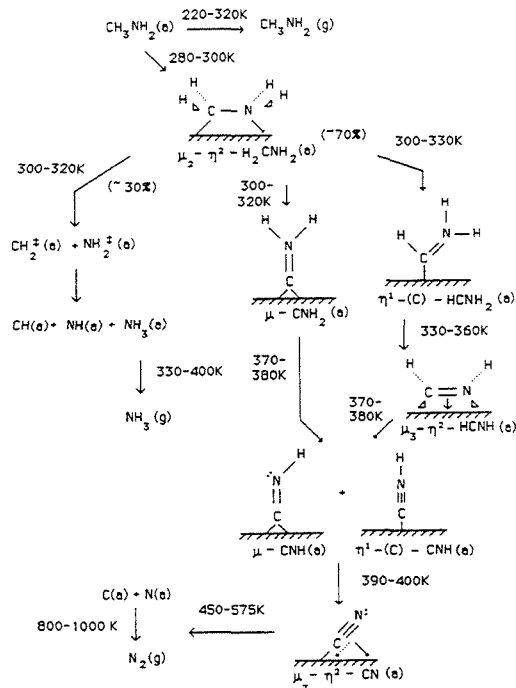 CH3NH2(a) 220-320K CH3NH2(g)
280-300K
H H
H C — N H
μ2 - η2 - H2CNH2(a)
300-320K
(~30%)
(~70%)
300-330K
300-
320K
CH2‡(a) + NH2‡(a)
H H
N
C
μ - CNH2(a)
H
H N — H
C
η1-(C) - HCNH2(a)
CH(a)+ NH(a) + NH3(a)
330-400K
NH3(g)
330-360K
370-
380K
H H
C = N
μ3-η2-HCNH(a)
370-
380K
H
N
C
μ - CNH(a)
+
H
N
C
η1-(C) - CNH(a)
390-400K
C(a) + N(a)
450-575K
800-1000 K
N2(g)
N:
C
η2 - CN (a)